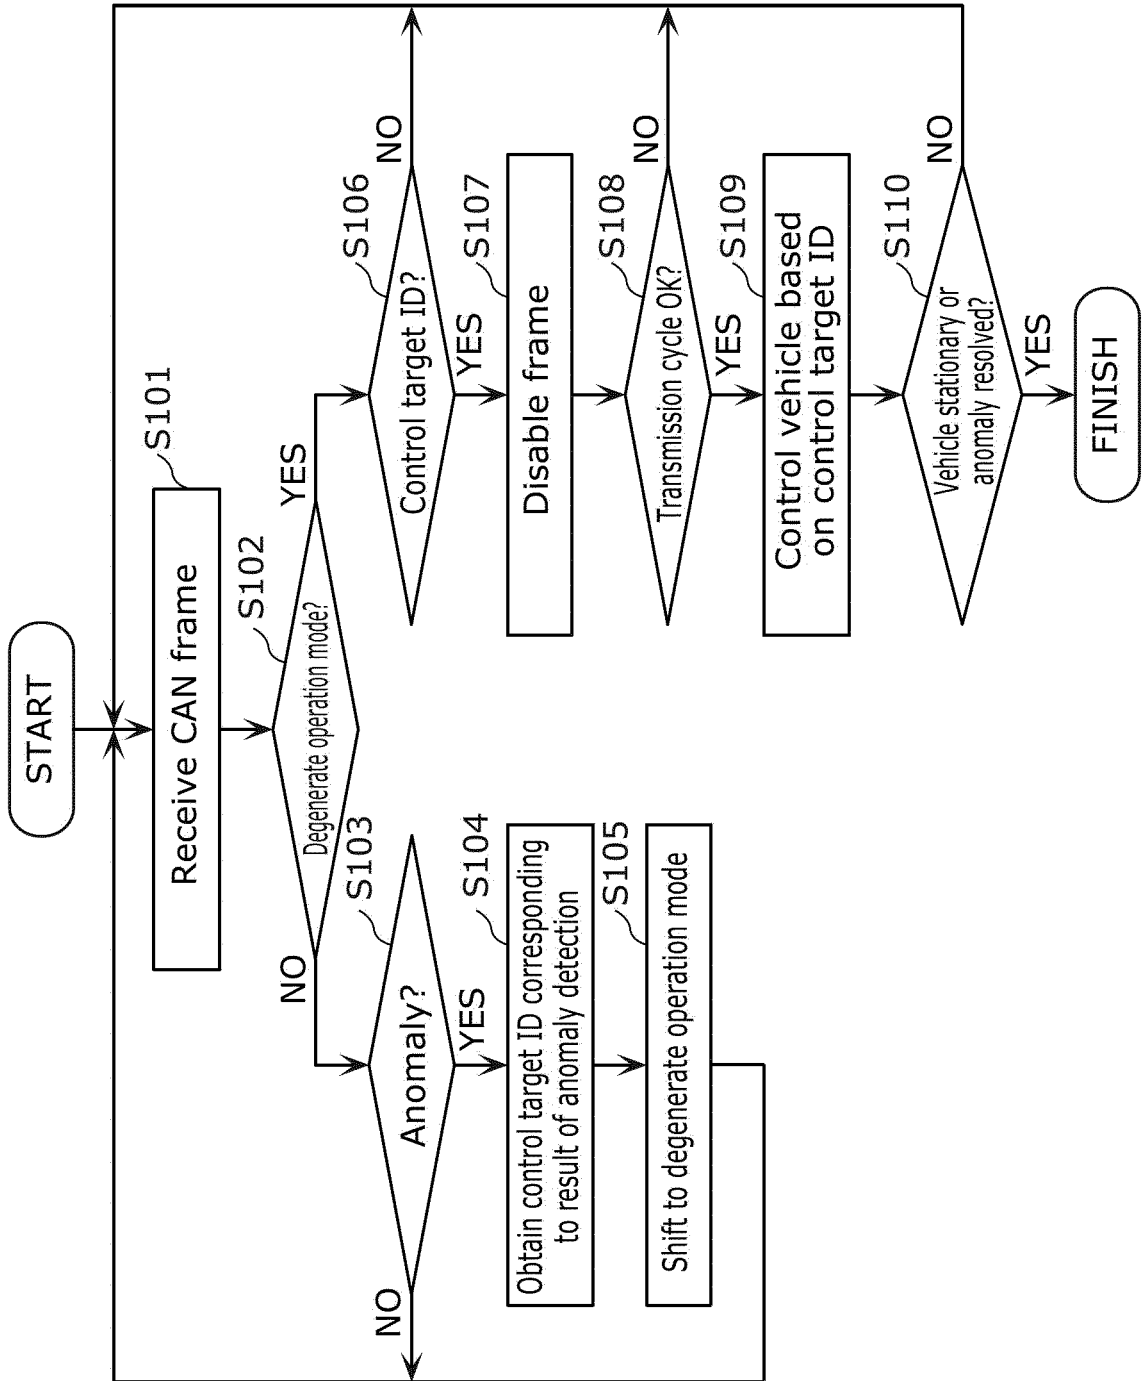 START
S101
Receive CAN frame
S102
Degenerate operation mode?
NO
YES
S103
Anomaly?
NO
YES
S104
Obtain control target ID corresponding
to result of anomaly detection
S105
Shift to degenerate operation mode
S106
Control target ID?
NO
YES
S107
Disable frame
S108
Transmission cycle OK?
NO
YES
S109
Control vehicle based
on control target ID
S110
Vehicle stationary or
anomaly resolved?
NO
YES
FINISH